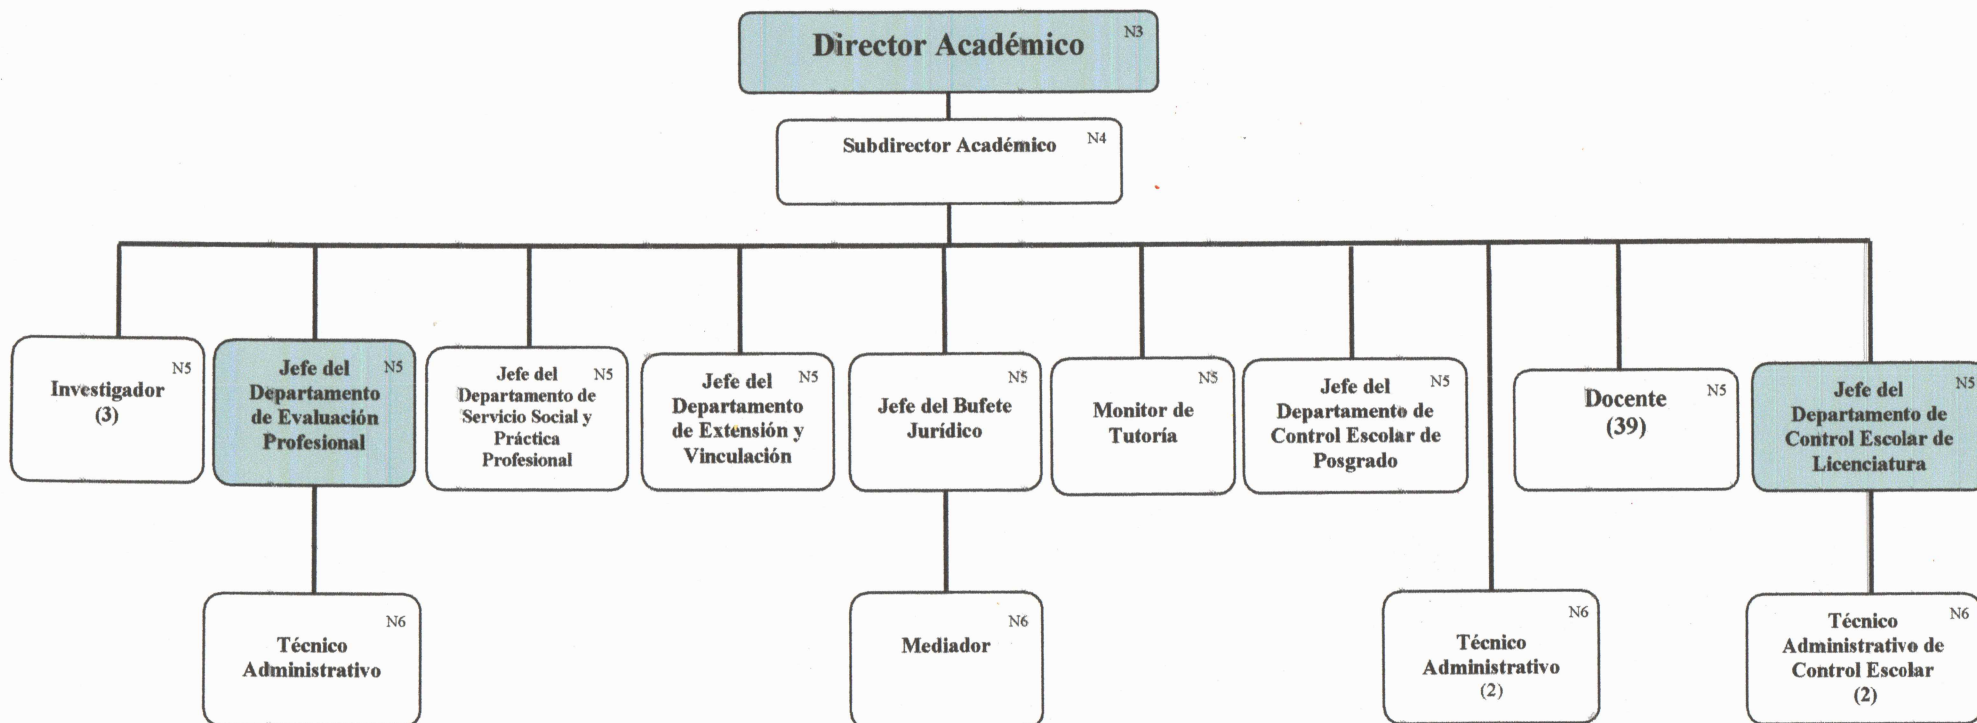 Director Académico N3
Subdirector Académico N4
N5
Investigador
(3)
Jefe del N5
Departamento
de Evaluación
Profesional
Jefe del N5
Departamento de
Servicio Social y
Práctica
Profesional
Jefe del N5
Departamento
de Extensión y
Vinculación
N5
Jefe del Bufete
Jurídico
N5
Monitor de
Tutoría
Jefe del N5
Departamento de
Control Escolar de
Posgrado
Docente N5
(39)
Jefe del N5
Departamento de
Control Escolar de
Licenciatura
N6
Técnico
Administrativo
N6
Mediador
N6
Técnico
Administrativo
(2)
N6
Técnico
Administrativo de
Control Escolar
(2)